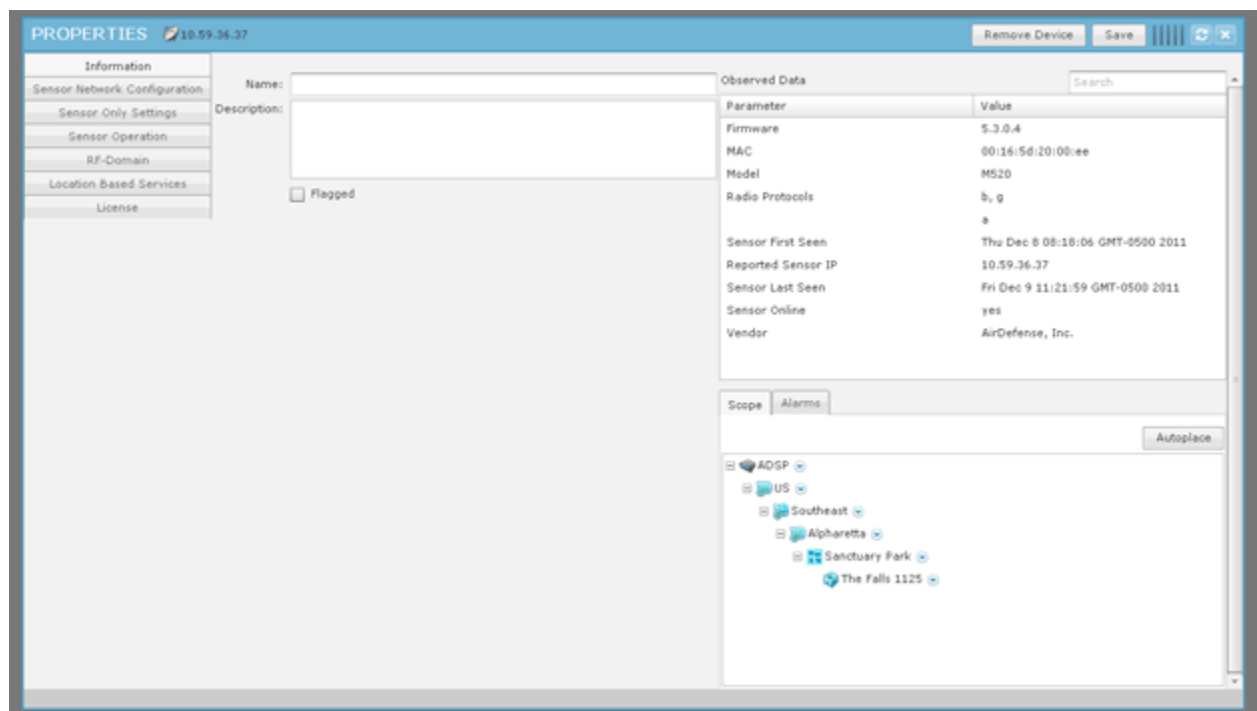 PROPERTIES 10.59.36.37 Remove Device Save
Information
Sensor Network Configuration
Sensor Only Settings
Sensor Operation
RF-Domain
Location Based Services
License
Name:
Description:
Flagged
Observed Data Search
Parameter Value
Firmware 5.3.0.4
MAC 00:16:5d:20:00:ee
Model M520
Radio Protocols b, g
a
Sensor First Seen Thu Dec 8 08:18:06 GMT-0500 2011
Reported Sensor IP 10.59.36.37
Sensor Last Seen Fri Dec 9 11:21:59 GMT-0500 2011
Sensor Online yes
Vendor AirDefense, Inc.
Scope Alarms
Autoplace
ADSP
US
Southeast
Alpharetta
Sanctuary Park
The Falls 1125